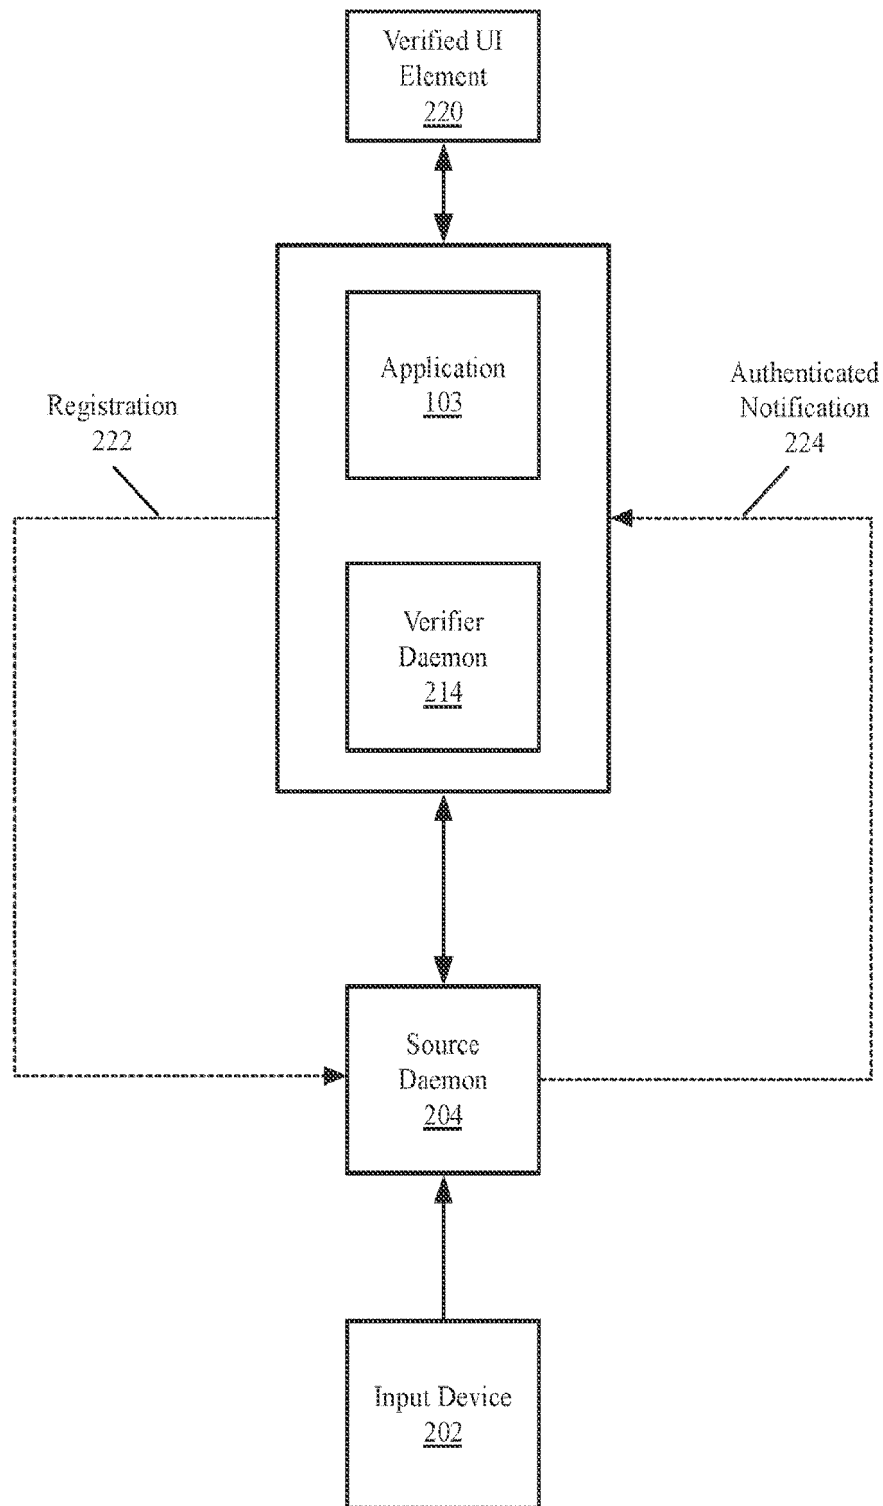 Verified UI
Element
220
Application
103
Registration
222
Authenticated
Notification
224
Verifier
Daemon
214
Source
Daemon
204
Input Device
202